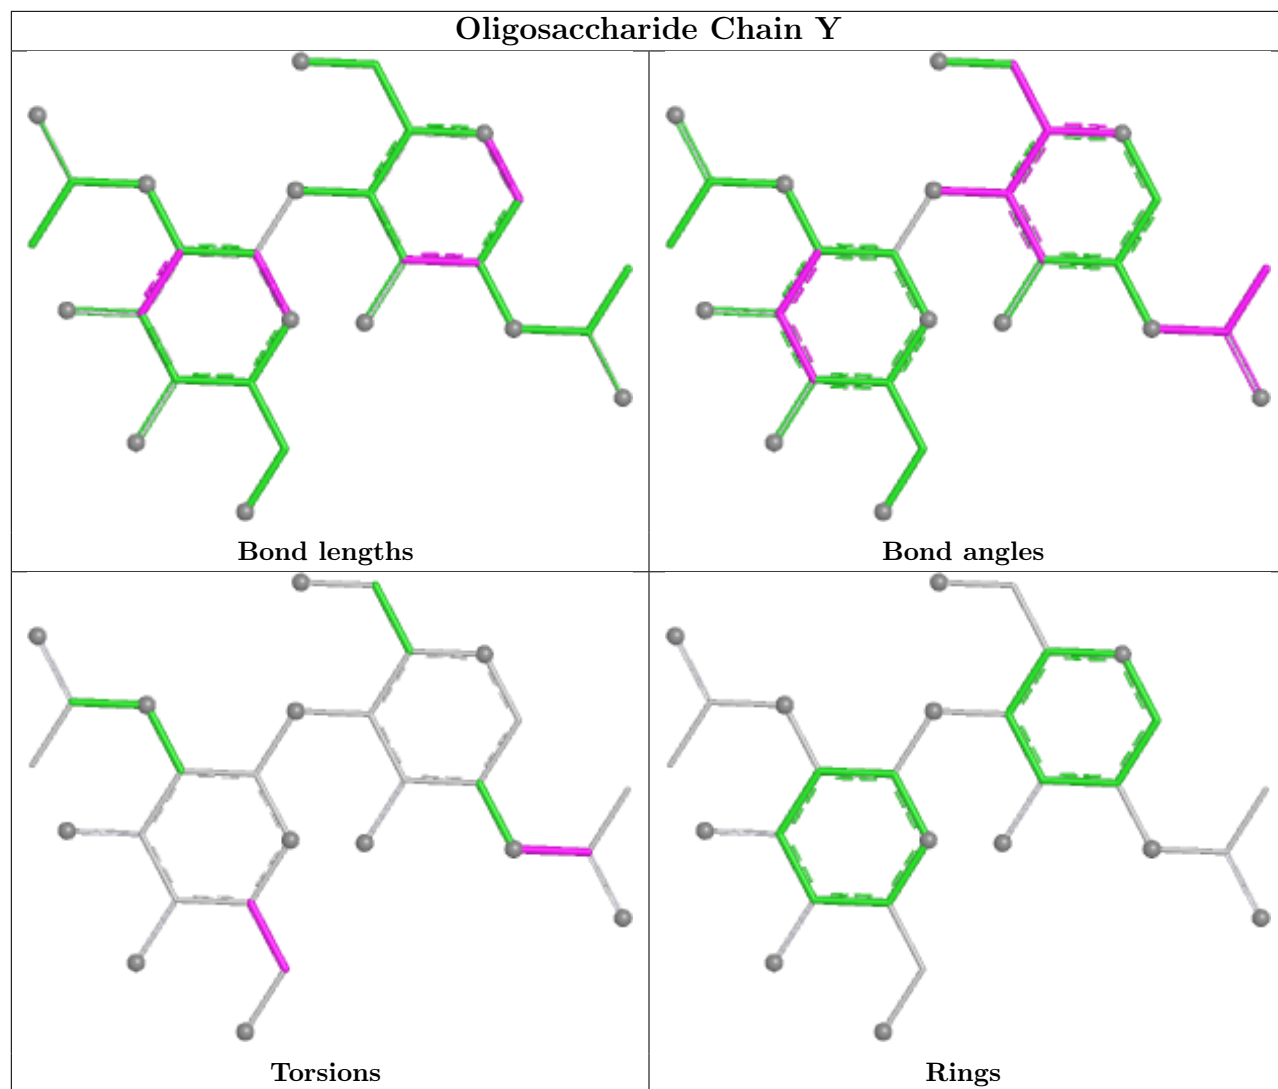 Oligosaccharide Chain Y
Bond lengths
Bond angles
Torsions
Rings